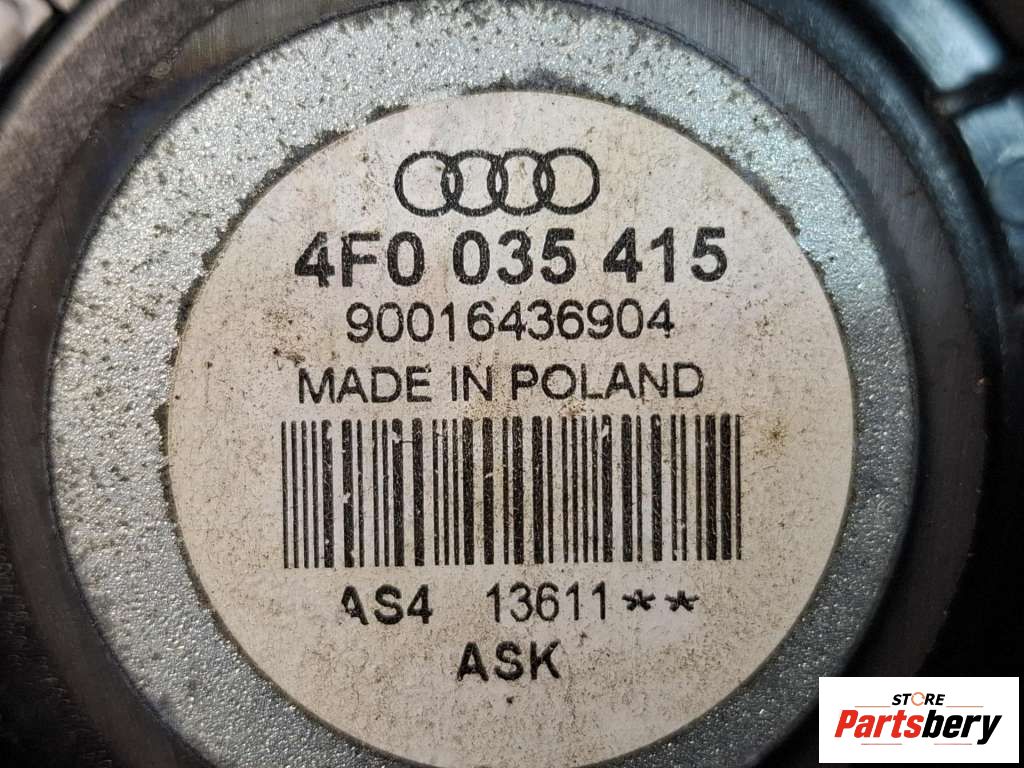 4F0 035 415
90016436904
MADE IN POLAND
AS4 13611**
ASK
STORE
Partsbery